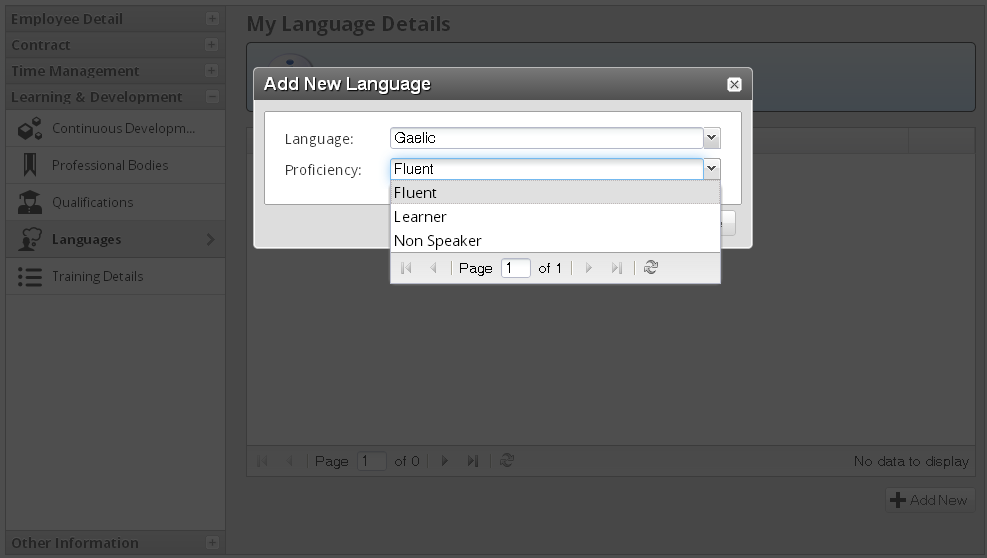 Employee Detail
Contract
Time Management
Learning & Development
Continuous Developm...
Professional Bodies
Qualifications
Languages
Training Details
Other Information
My Language Details
Add New Language
Language: Gaelic
Proficiency: Fluent
Fluent
Learner
Non Speaker
Page 1 of 1
Page 1 of 0 No data to display
Add New